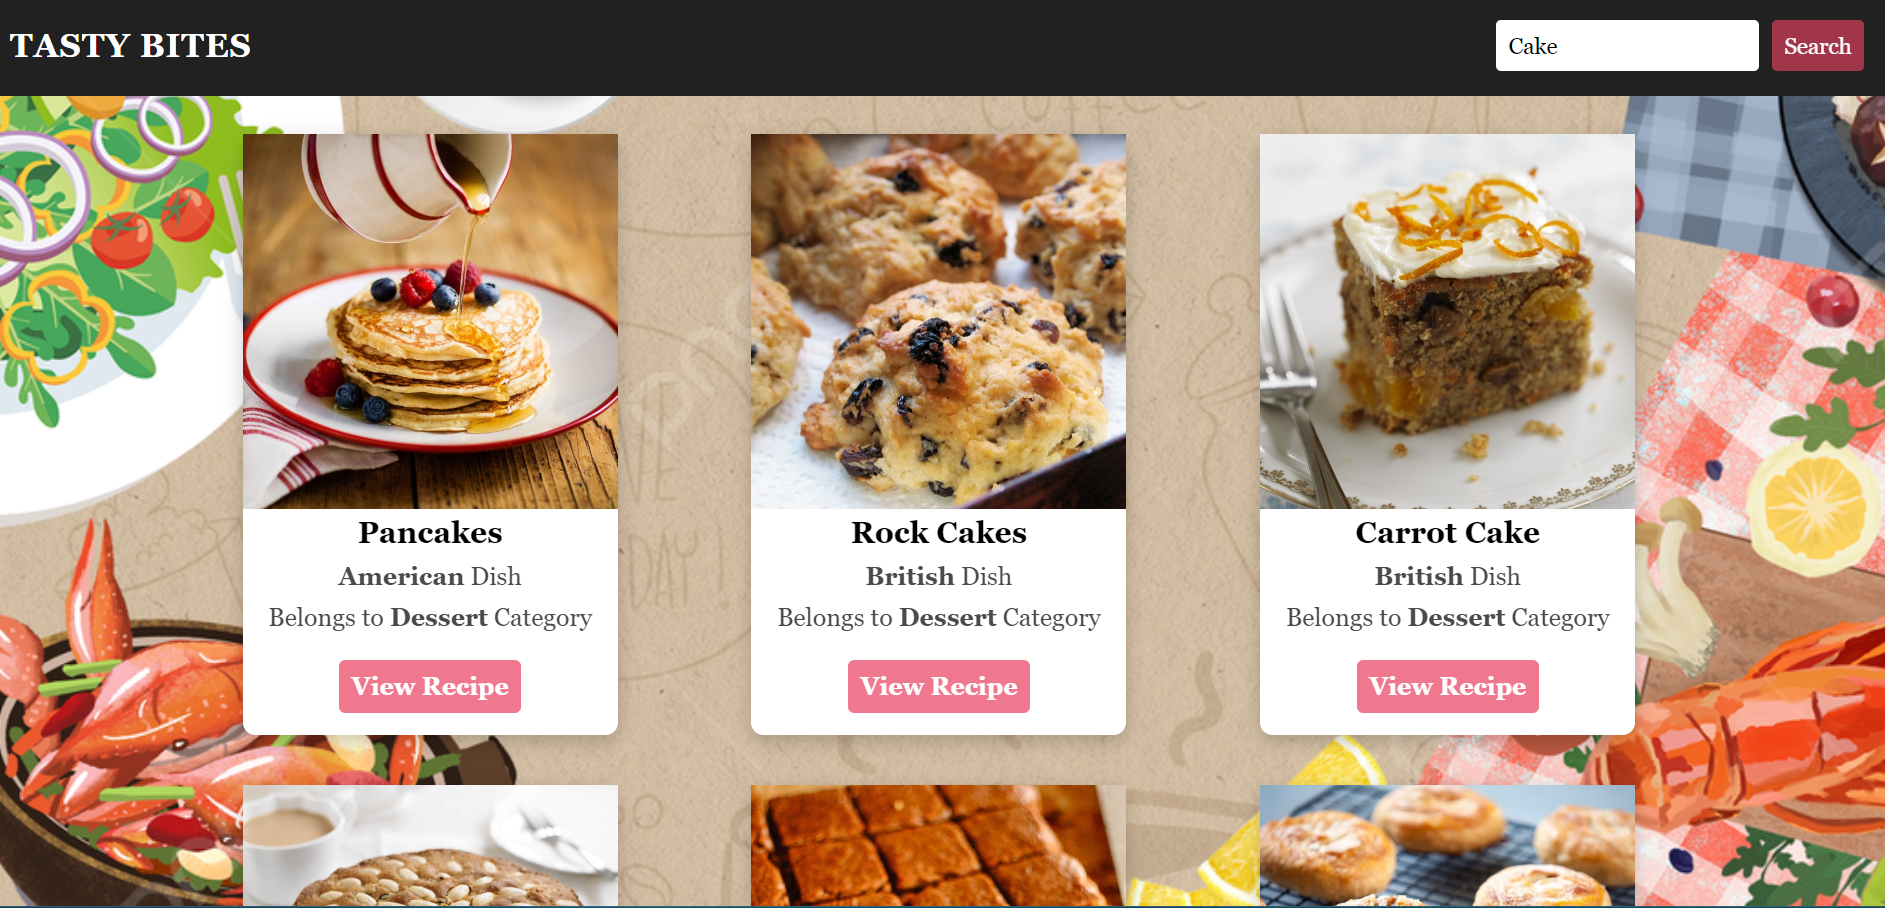 TASTY BITES
Cake
Search
Pancakes
American Dish
Belongs to Dessert Category
View Recipe
Rock Cakes
British Dish
Belongs to Dessert Category
View Recipe
Carrot Cake
British Dish
Belongs to Dessert Category
View Recipe
DAY!